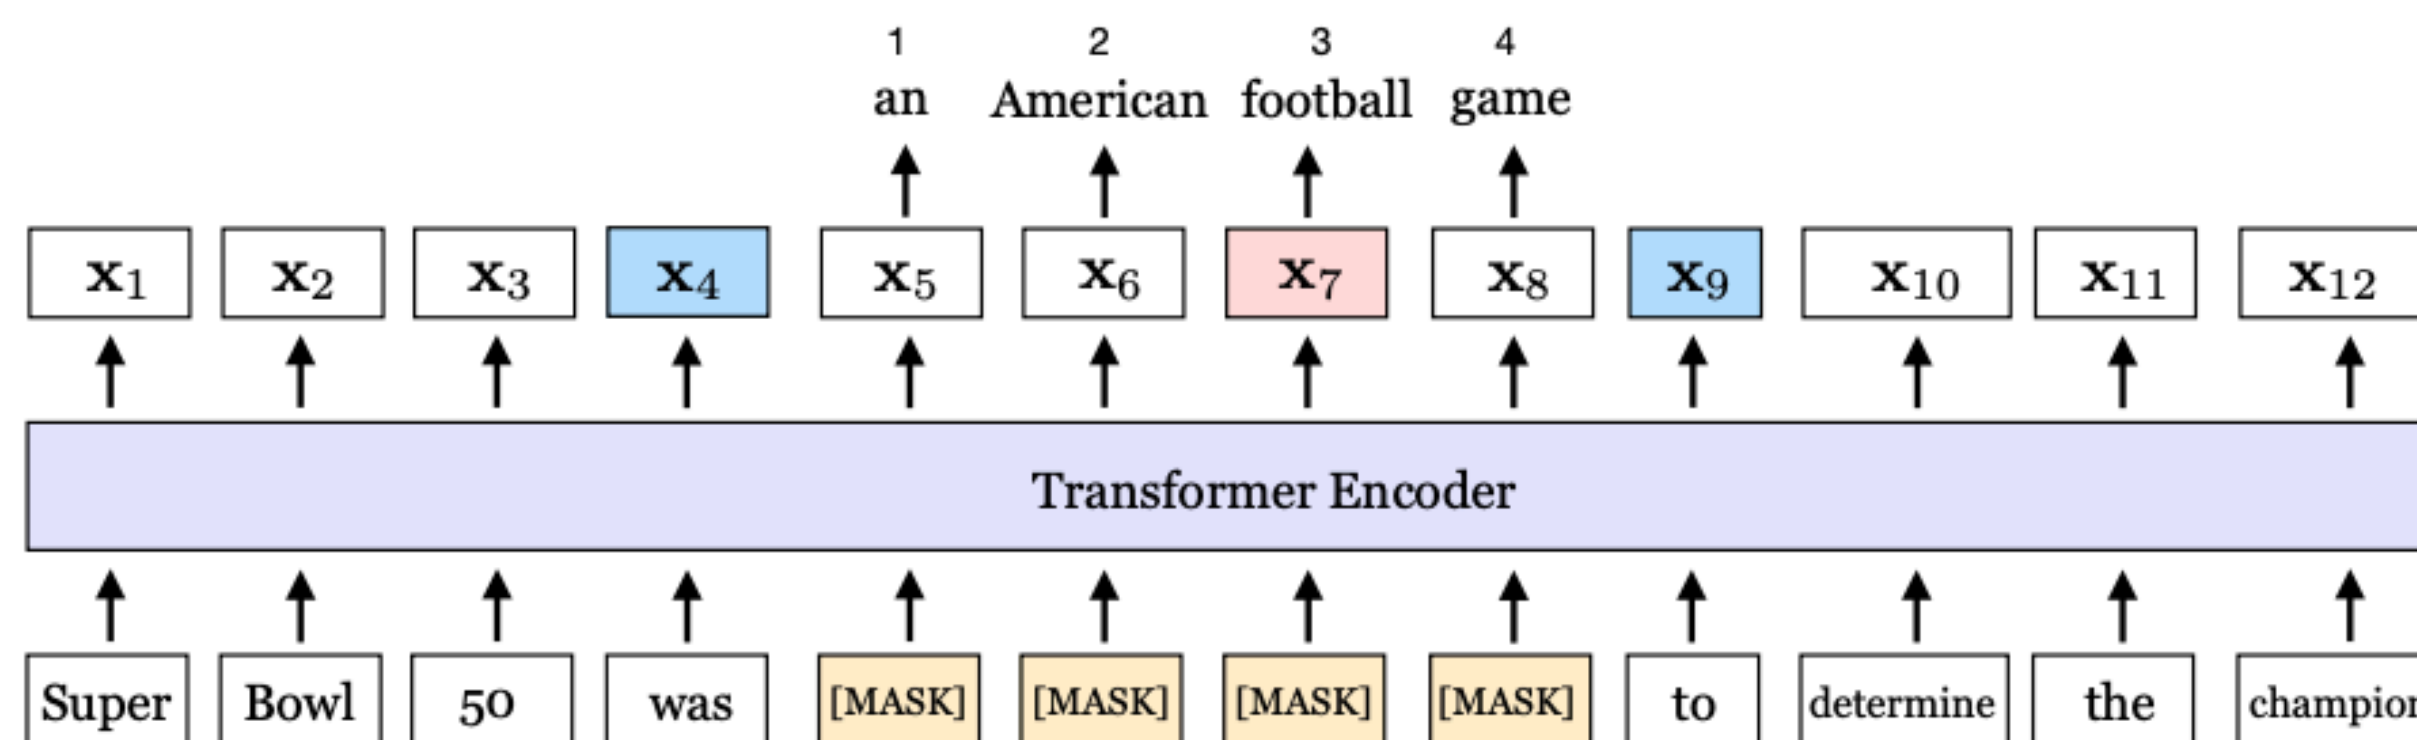 1 2 3 4
an American football game
x1 x2 x3 x4 x5 x6 x7 x8 x9 x10 x11 x12
Transformer Encoder
Super Bowl 50 was [MASK] [MASK] [MASK] [MASK] to determine the champion